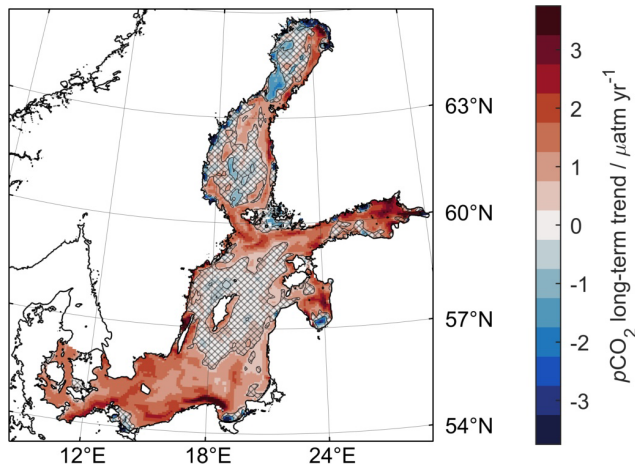 63°N
60°N
57°N
54°N
12°E
18°E
24°E
3
2
1
0
-1
-2
-3
pCO₂ long-term trend / µatm yr⁻¹